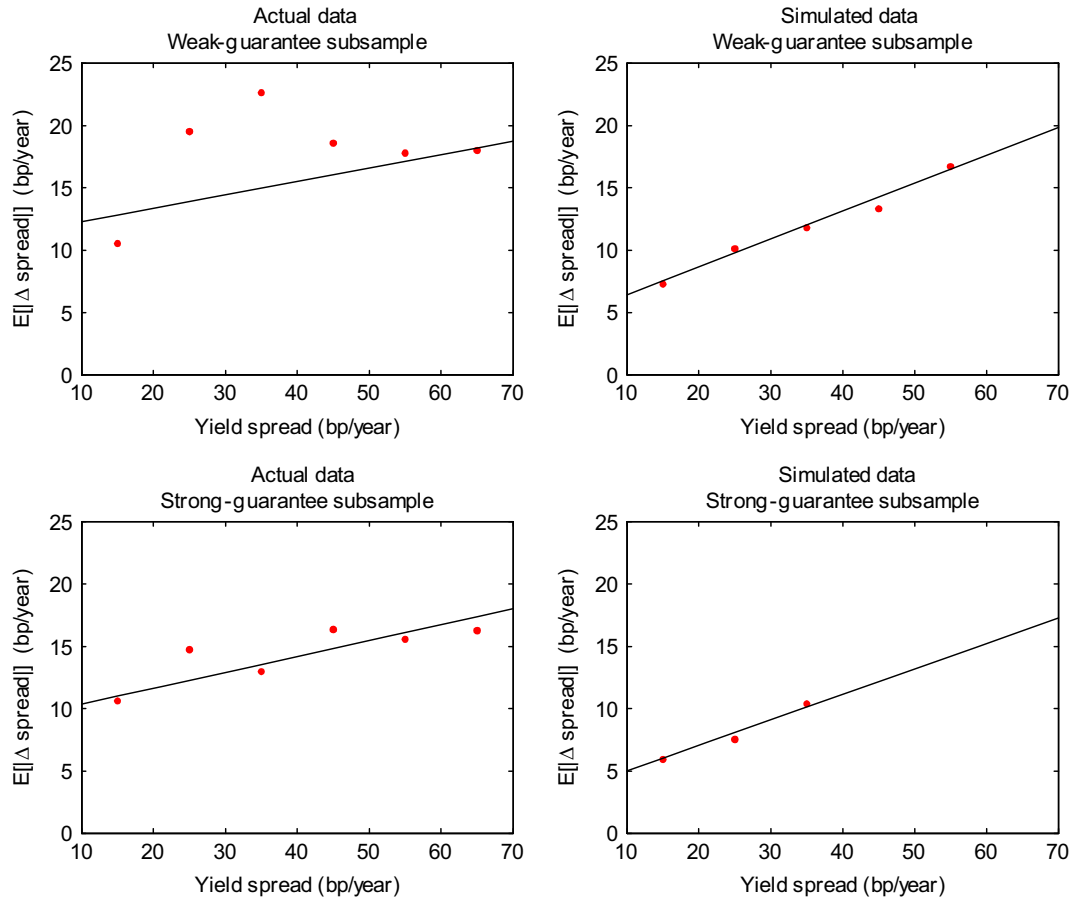 Actual data
Weak-guarantee subsample
E[|Δ spread|] (bp/year)
25
20
15
10
5
0
10 20 30 40 50 60 70
Yield spread (bp/year)
Simulated data
Weak-guarantee subsample
E[|Δ spread|] (bp/year)
25
20
15
10
5
0
10 20 30 40 50 60 70
Yield spread (bp/year)
Actual data
Strong-guarantee subsample
E[|Δ spread|] (bp/year)
25
20
15
10
5
0
10 20 30 40 50 60 70
Yield spread (bp/year)
Simulated data
Strong-guarantee subsample
E[|Δ spread|] (bp/year)
25
20
15
10
5
0
10 20 30 40 50 60 70
Yield spread (bp/year)